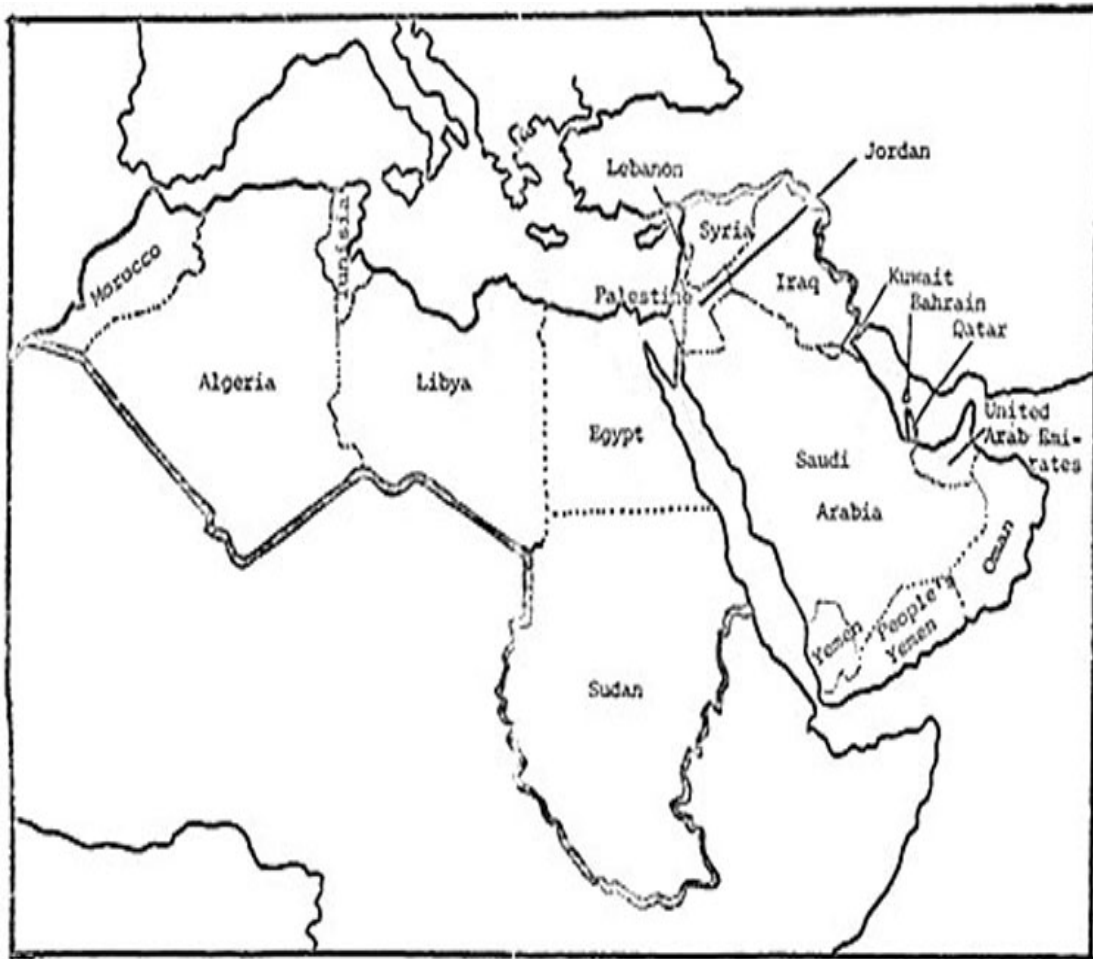 Jordan
Lebanon
Syria
Tunisia
Morocco
Iraq
Kuwait
Bahrain
Qatar
Palestine
Algeria
Libya
Egypt
United
Arab Emi-
rates
Saudi
Arabia
Oman
People's
Yemen
Yemen
Sudan